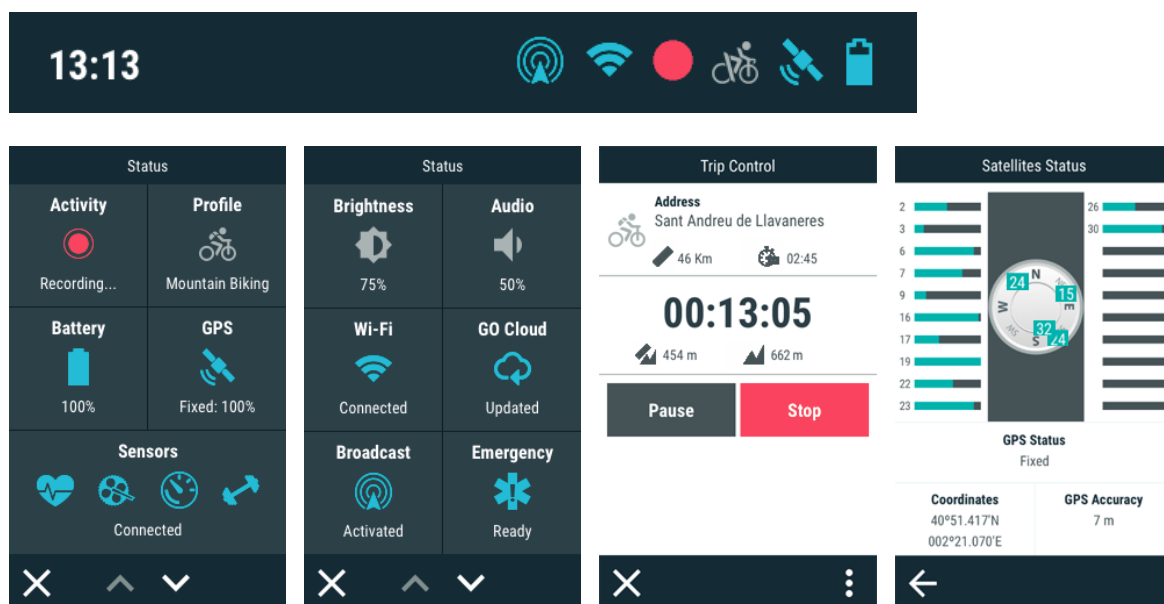 13:13
Status
Activity Profile
Recording... Mountain Biking
Battery GPS
100% Fixed: 100%
Sensors
Connected
Status
Brightness Audio
75% 50%
Wi-Fi GO Cloud
Connected Updated
Broadcast Emergency
Activated Ready
Trip Control
Address
Sant Andreu de Llavaneres
46 Km 02:45
00:13:05
454 m 662 m
Pause Stop
Satellites Status
2 26
3 30
6
7
9
16
17
19
22
23
N
24
15
W E
32
S 24
GPS Status
Fixed
Coordinates GPS Accuracy
40º51.417'N 7 m
002º21.070'E